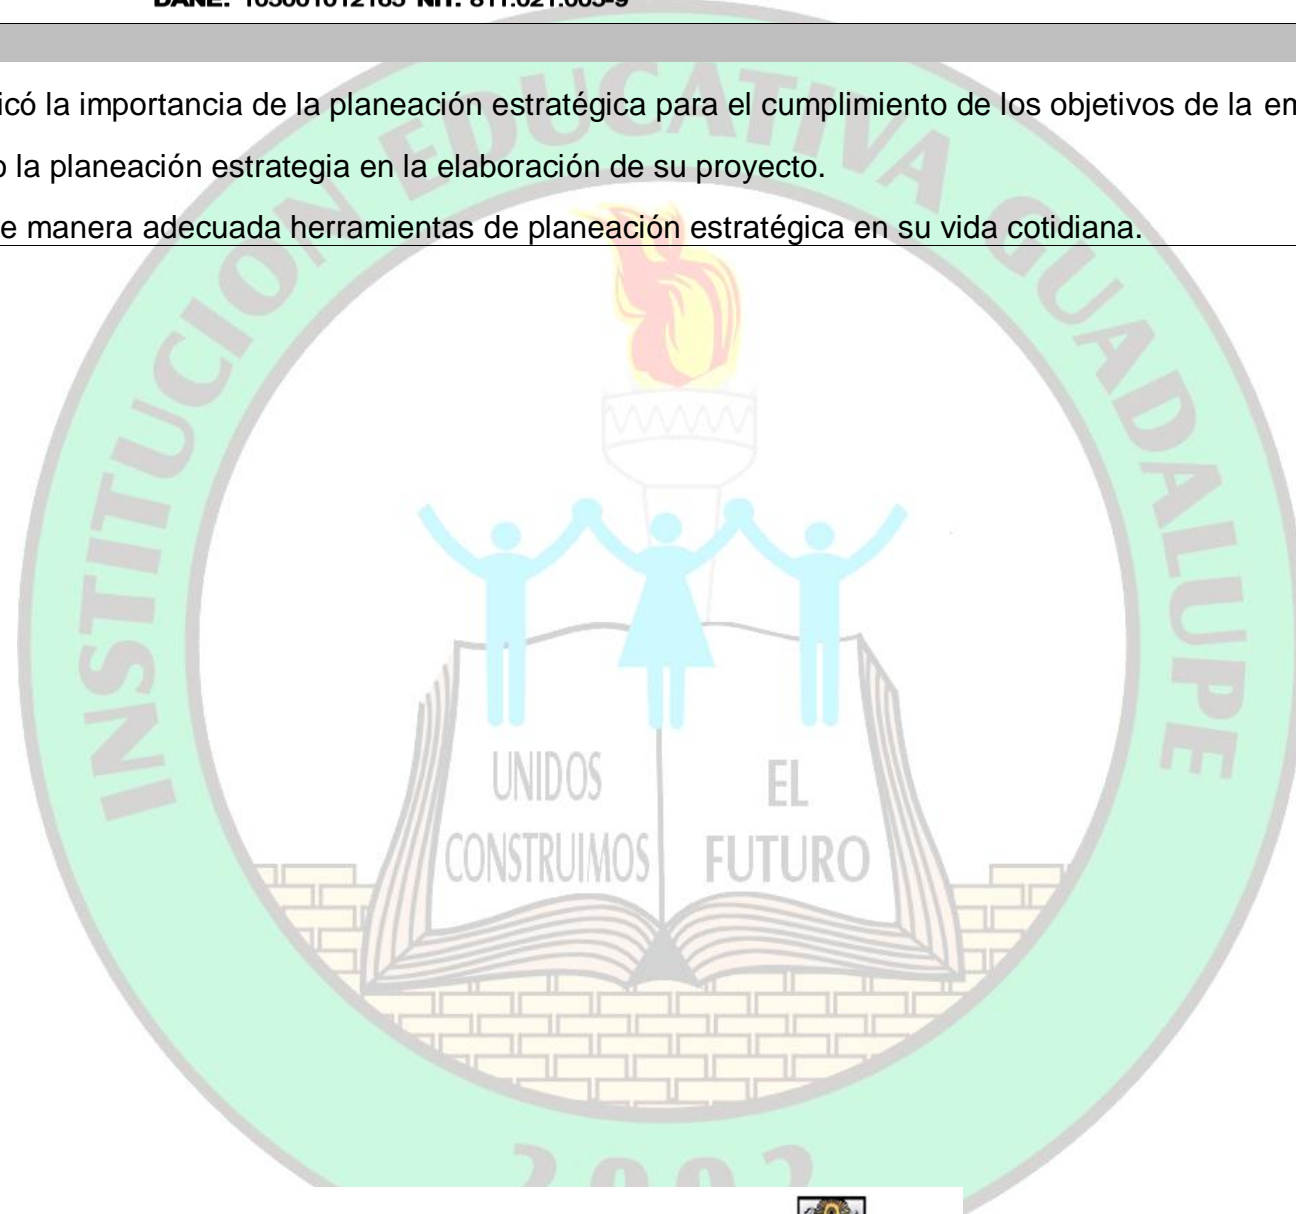 icó la importancia de la planeación estratégica para el cumplimiento de los objetivos de la em
o la planeación estrategia en la elaboración de su proyecto.
e manera adecuada herramientas de planeación estratégica en su vida cotidiana.
INSTITUCION EDUCATIVA GUADALUPE
UNIDOS
CONSTRUIMOS
EL
FUTURO
2002